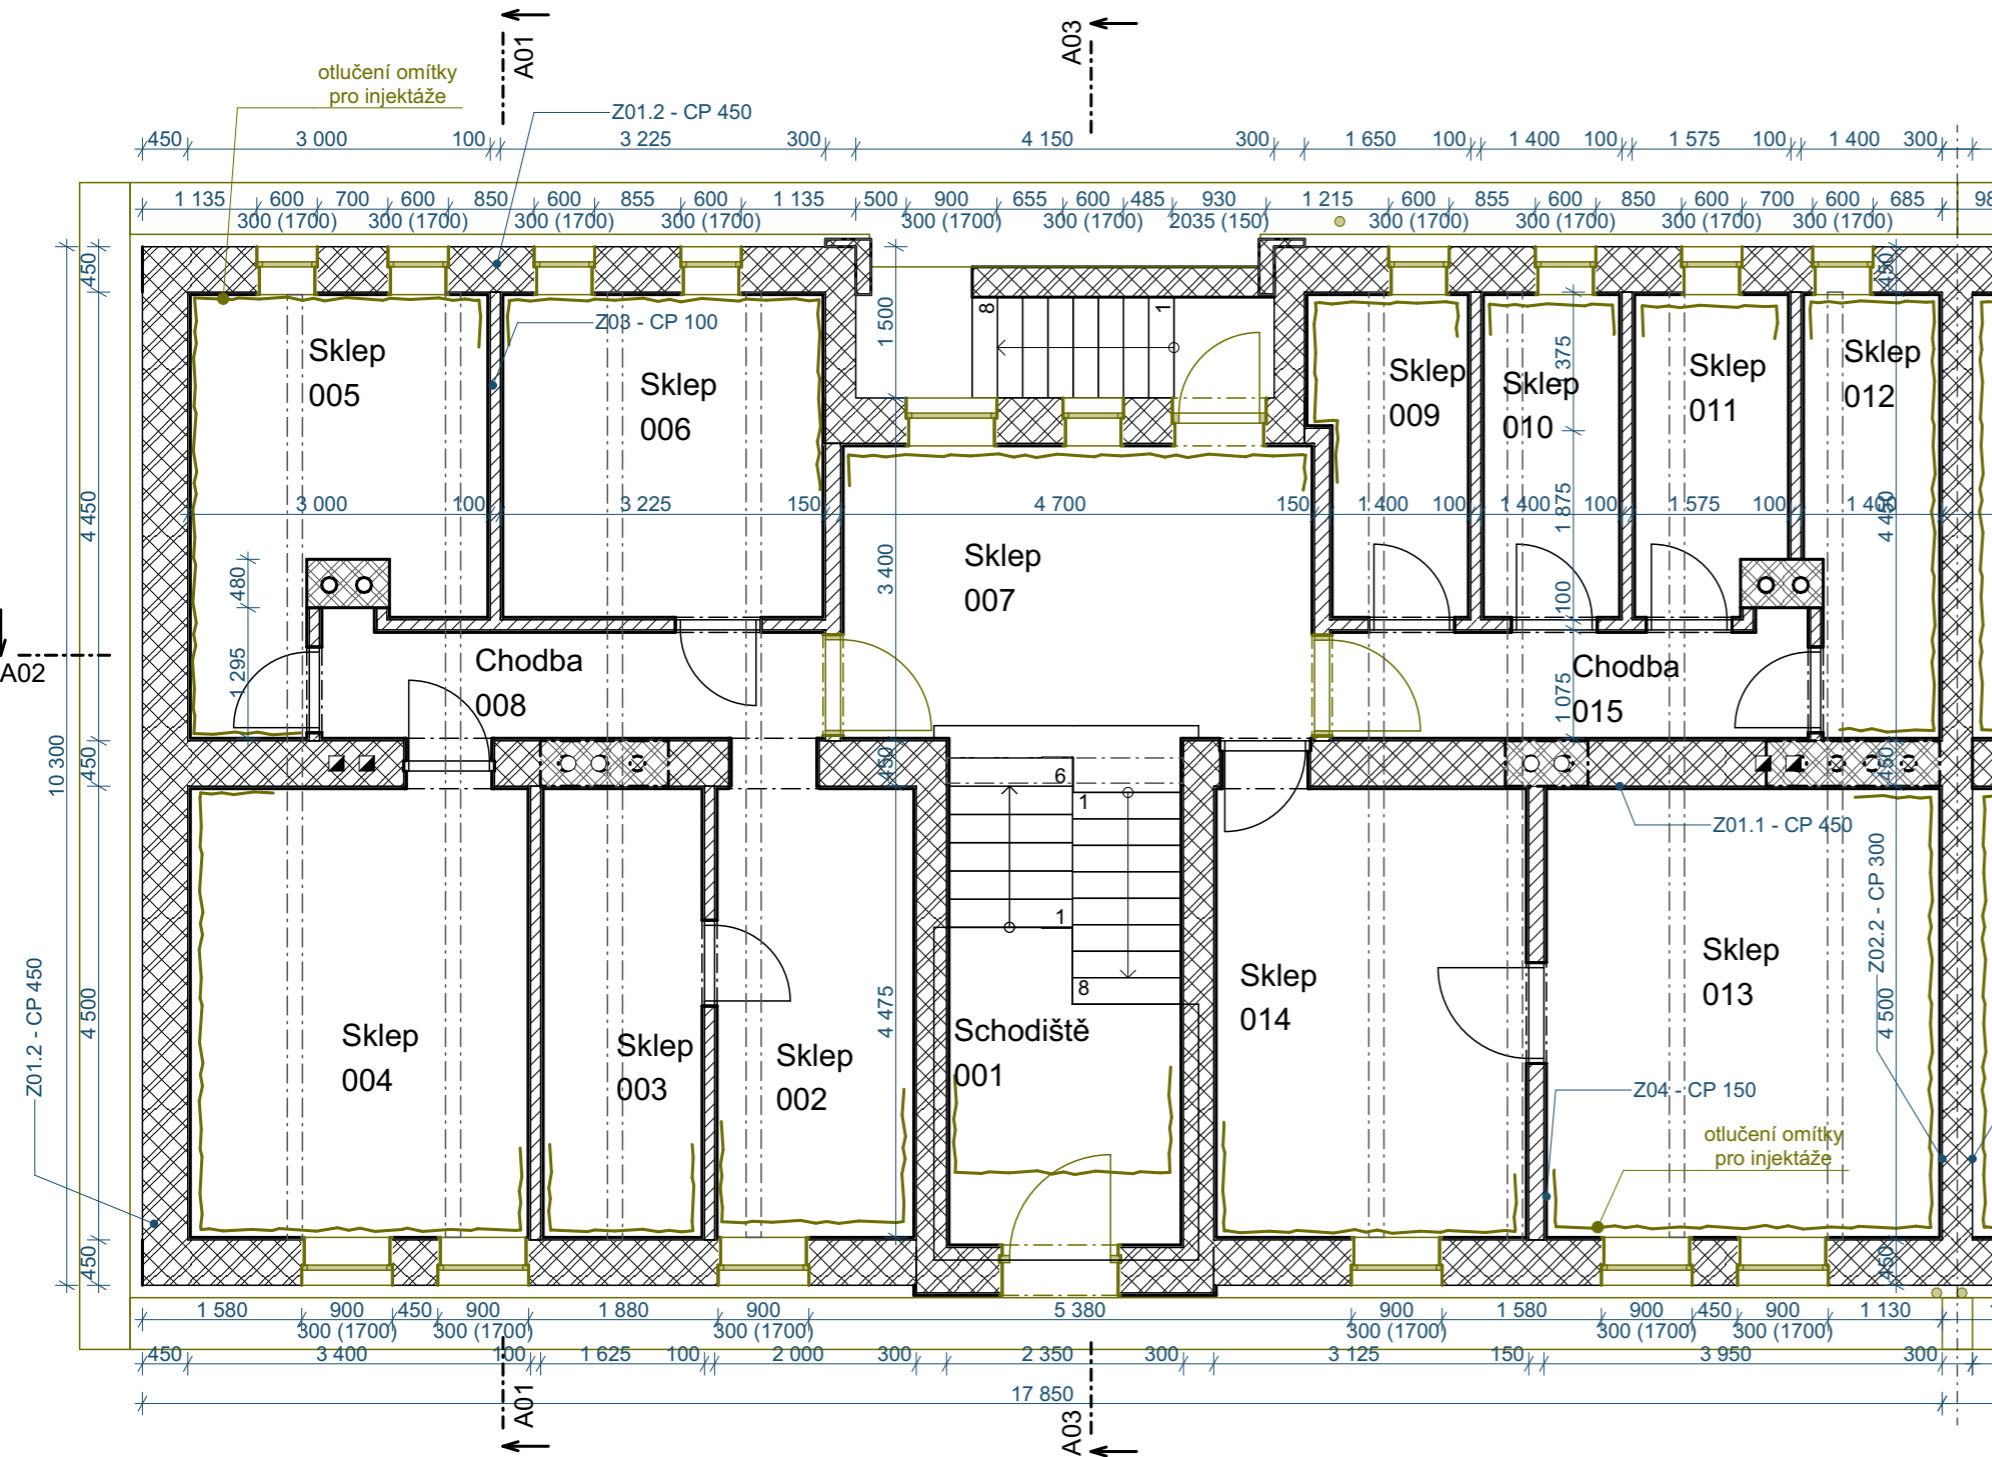 A01
A03
otlučení omítky
pro injektáže
Z01.2 - CP 450
450 3 000 100 3 225 300 4 150 300 1 650 100 1 400 100 1 575 100 1 400 300
1 135 600 700 600 850 600 855 600 1 135 500 900 655 600 485 930 1 215 600 855 600 850 600 700 600 685 98
300 (1700) 300 (1700) 300 (1700) 300 (1700) 300 (1700) 300 (1700) 2035 (150) 300 (1700) 300 (1700) 300 (1700) 300 (1700)
450
450
1 500
8
1
Z03 - CP 100
Sklep
005
Sklep
006
Sklep
009
Sklep
010
Sklep
011
Sklep
012
375
4 450
3 000 100 3 225 150 4 700 150 1 400 100 1 400 100 1 575 100 1 400
1 875
4 450
480
3 400
Sklep
007
100
1 295
1 075
A02
Chodba
008
Chodba
015
10 300
450
450
450
6
1
1
8
Z01.1 - CP 450
Z02.2 - CP 300
Z01.2 - CP 450
4 500
4 475
4 500
Sklep
004
Sklep
003
Sklep
002
Schodiště
001
Sklep
014
Sklep
013
Z04 - CP 150
otlučení omítky
pro injektáže
450
450
1 580 900 450 900 1 880 900 5 380 900 1 580 900 450 900 1 130 1
300 (1700) 300 (1700) 300 (1700) 300 (1700) 300 (1700) 300 (1700)
450 3 400 100 1 625 100 2 000 300 2 350 300 3 125 150 3 950 300
17 850
A01
A03